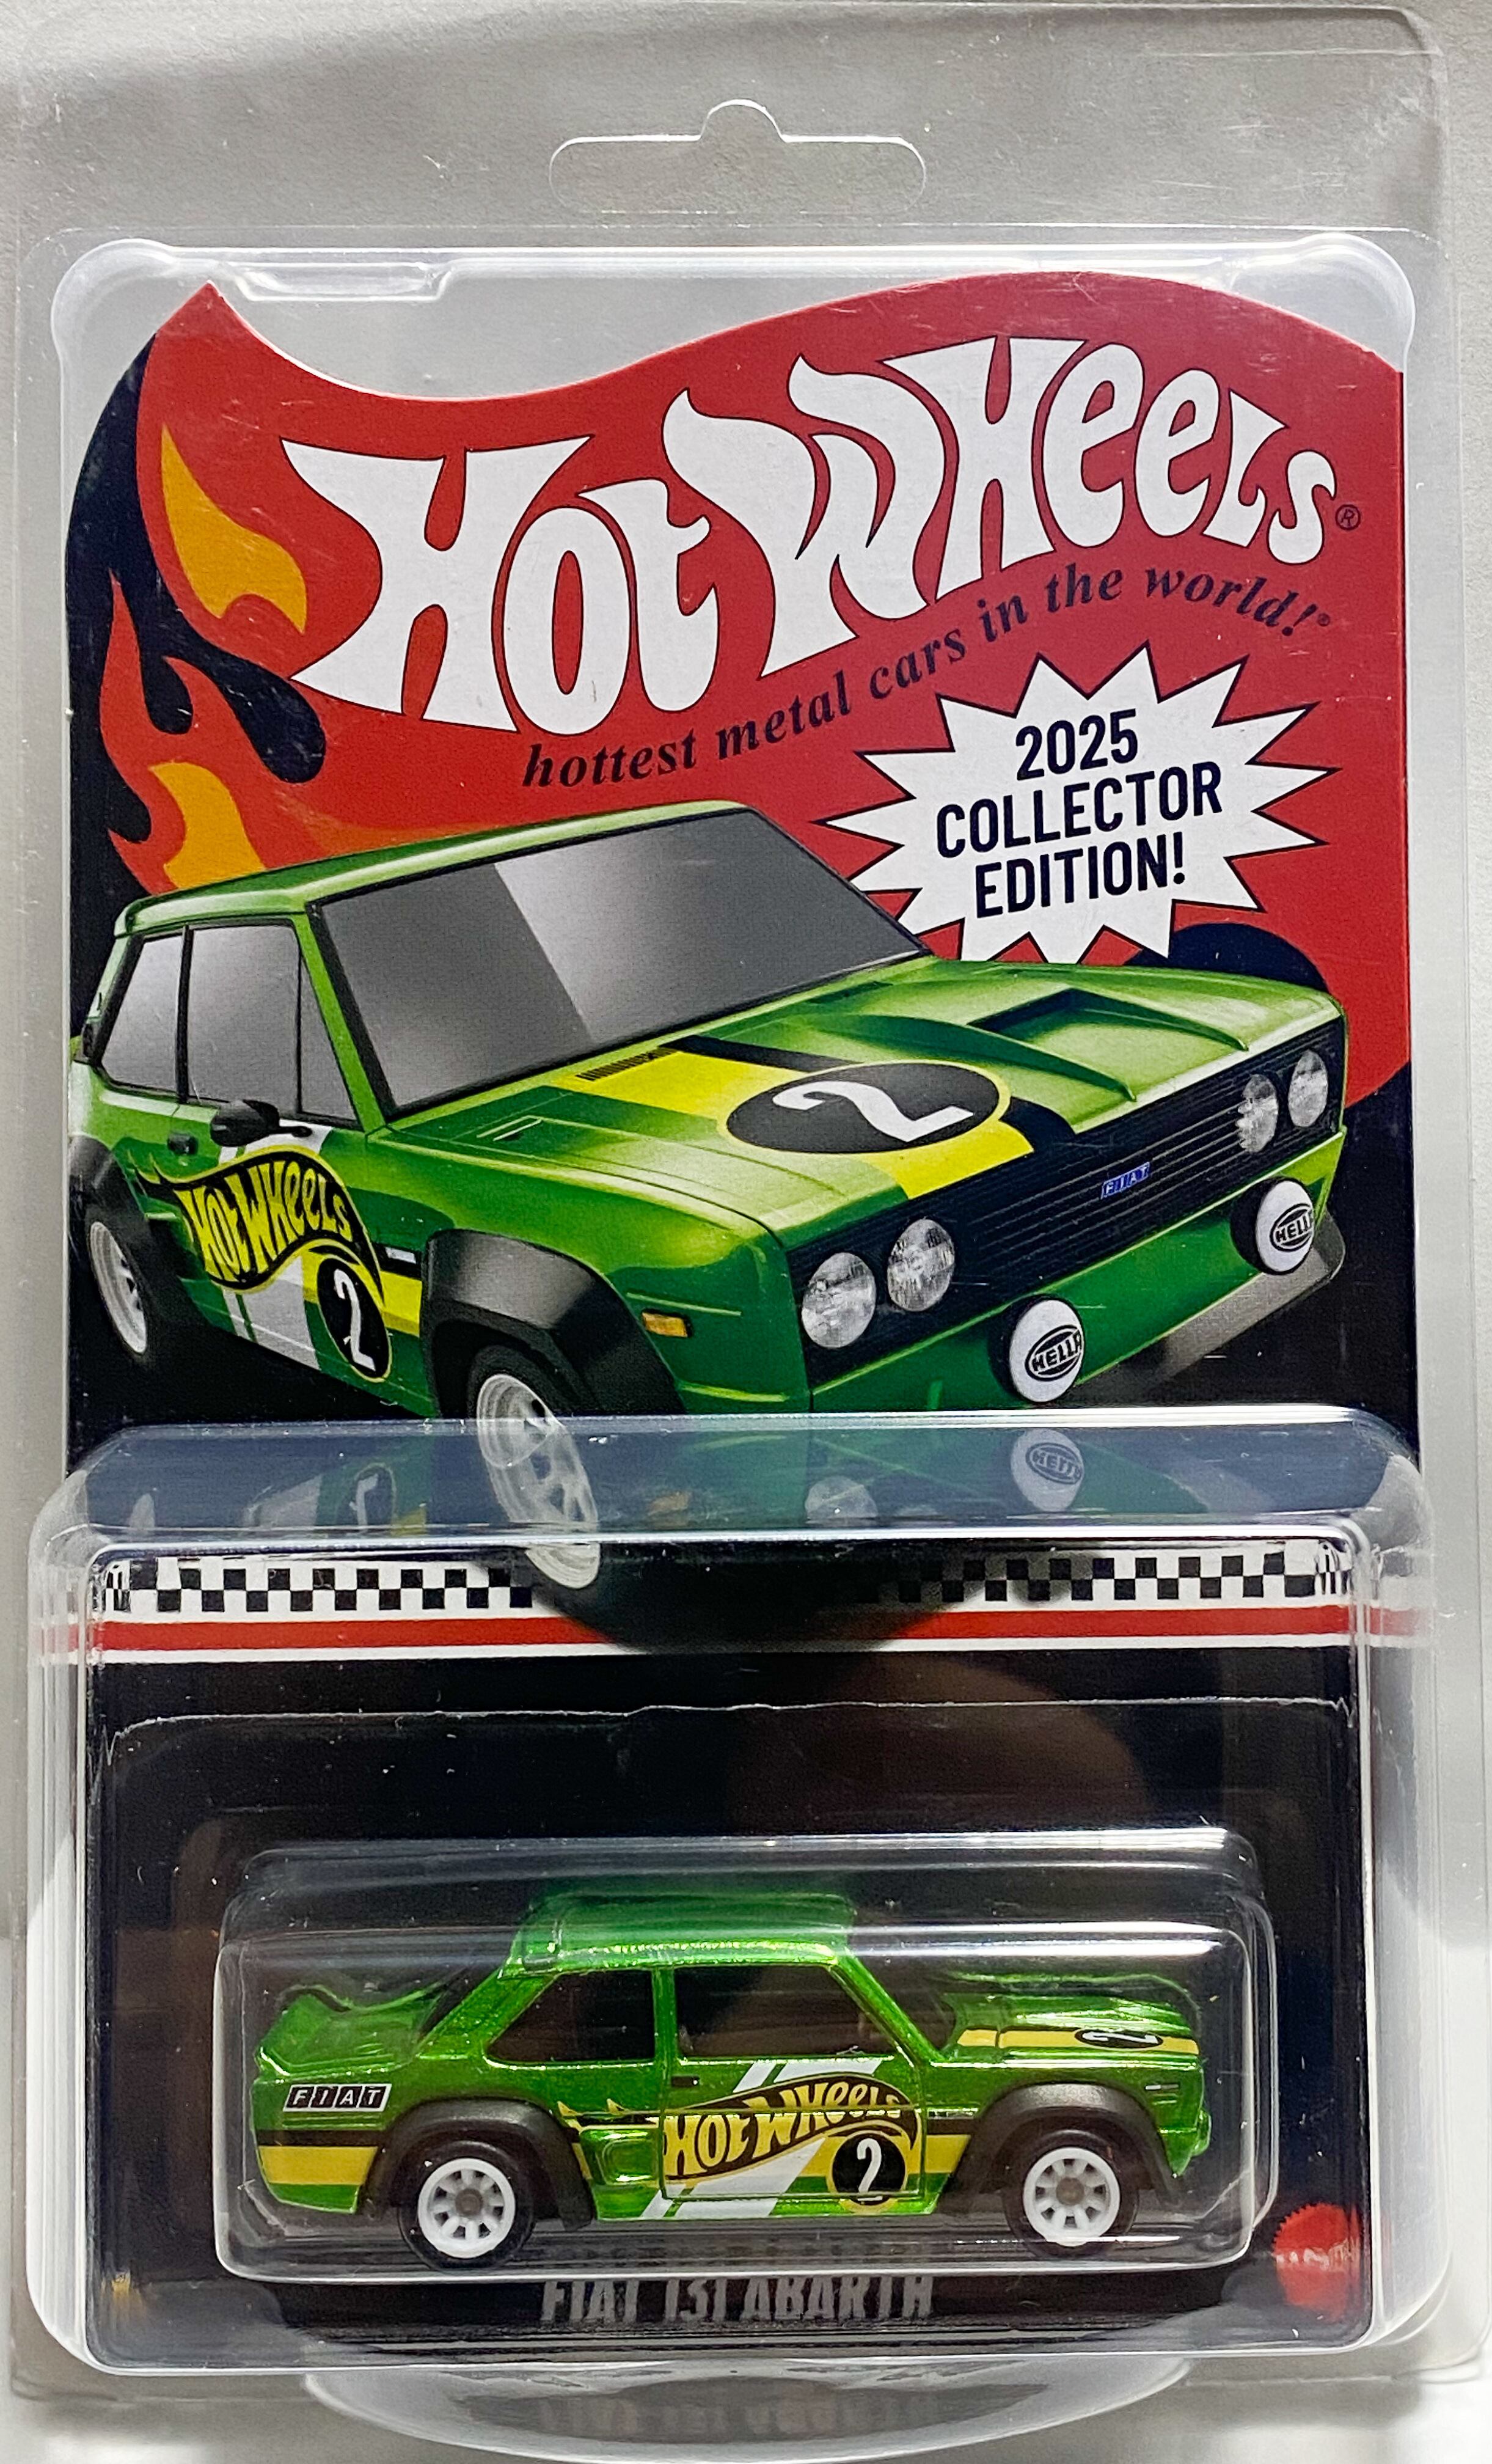 HOT WHEELS®
hottest metal cars in the world!®
2025
COLLECTOR
EDITION!
2
FIAT
HELLA
HELLA
HOT WHEELS
2
HELLA
2
FIAT
HOT WHEELS
2
FIAT 131 ABARTH